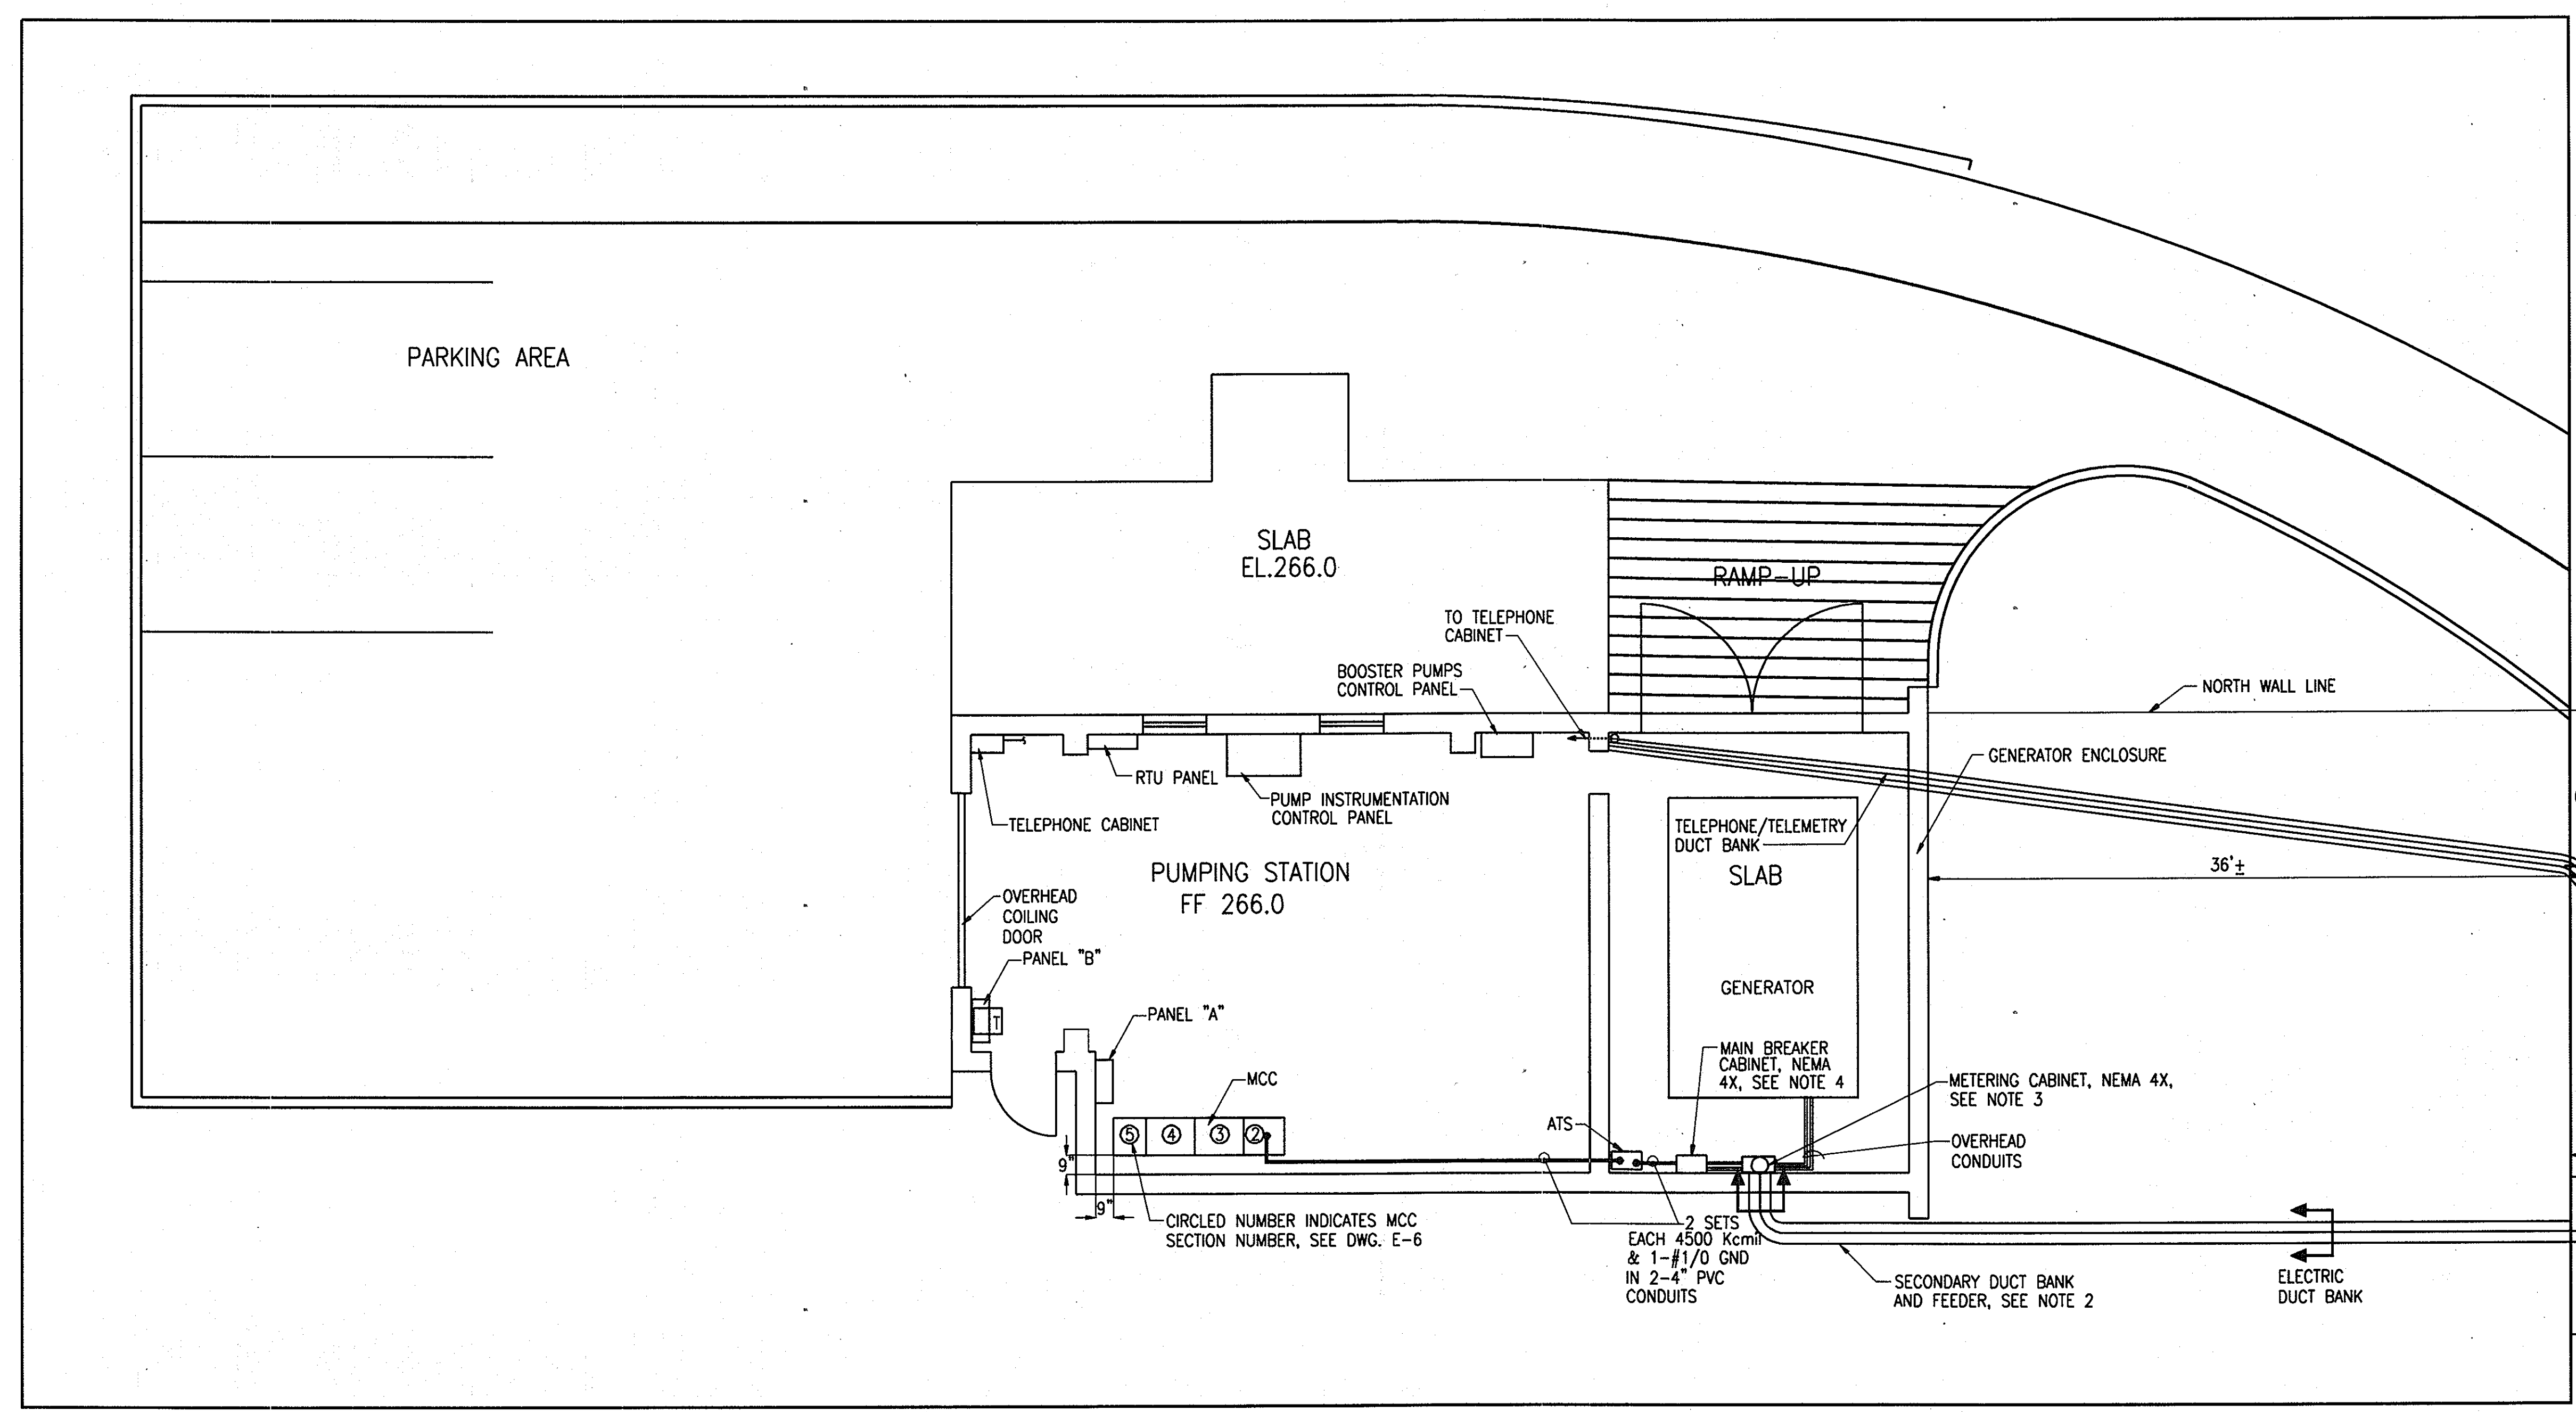 PARKING AREA
SLAB
EL.266.0
RAMP-UP
TO TELEPHONE
CABINET
BOOSTER PUMPS
CONTROL PANEL
NORTH WALL LINE
GENERATOR ENCLOSURE
RTU PANEL
PUMP INSTRUMENTATION
CONTROL PANEL
TELEPHONE CABINET
TELEPHONE/TELEMETRY
DUCT BANK
SLAB
36'±
PUMPING STATION
FF 266.0
OVERHEAD
COILING
DOOR
PANEL "B"
T
GENERATOR
PANEL "A"
MAIN BREAKER
CABINET, NEMA
4X, SEE NOTE 4
MCC
METERING CABINET, NEMA 4X,
SEE NOTE 3
ATS
5 4 3 2
OVERHEAD
CONDUITS
9"
9"
CIRCLED NUMBER INDICATES MCC
SECTION NUMBER, SEE DWG. E-6
2 SETS
EACH 4500 Kcmil
& 1-#1/0 GND
IN 2-4" PVC
CONDUITS
SECONDARY DUCT BANK
AND FEEDER, SEE NOTE 2
ELECTRIC
DUCT BANK